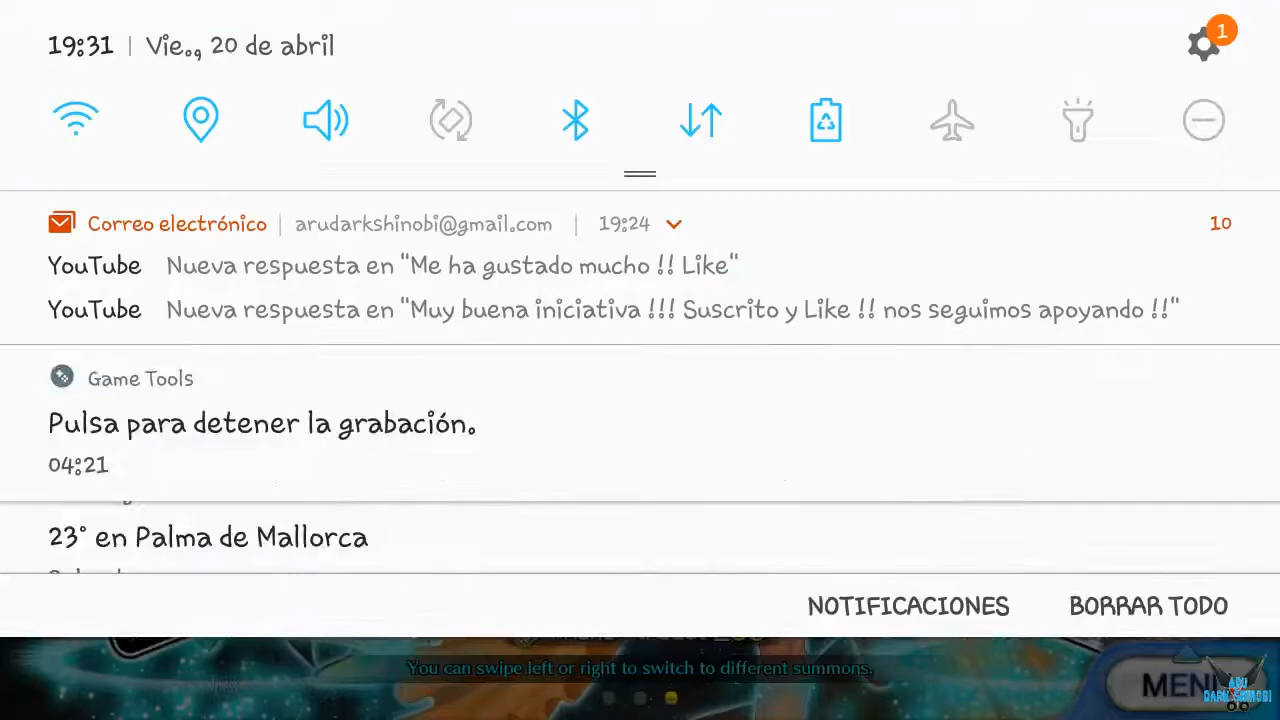 19:31 | Vie., 20 de abril
1
Correo electrónico | arudarkshinobi@gmail.com | 19:24
10
YouTube Nueva respuesta en "Me ha gustado mucho !! Like"
YouTube Nueva respuesta en "Muy buena iniciativa !!! Suscrito y Like !! nos seguimos apoyando !!"
Game Tools
Pulsa para detener la grabación.
04:21
23° en Palma de Mallorca
NOTIFICACIONES BORRAR TODO
You can swipe left or right to switch to different summons.
MENU
ARU
DARK SHINOBI